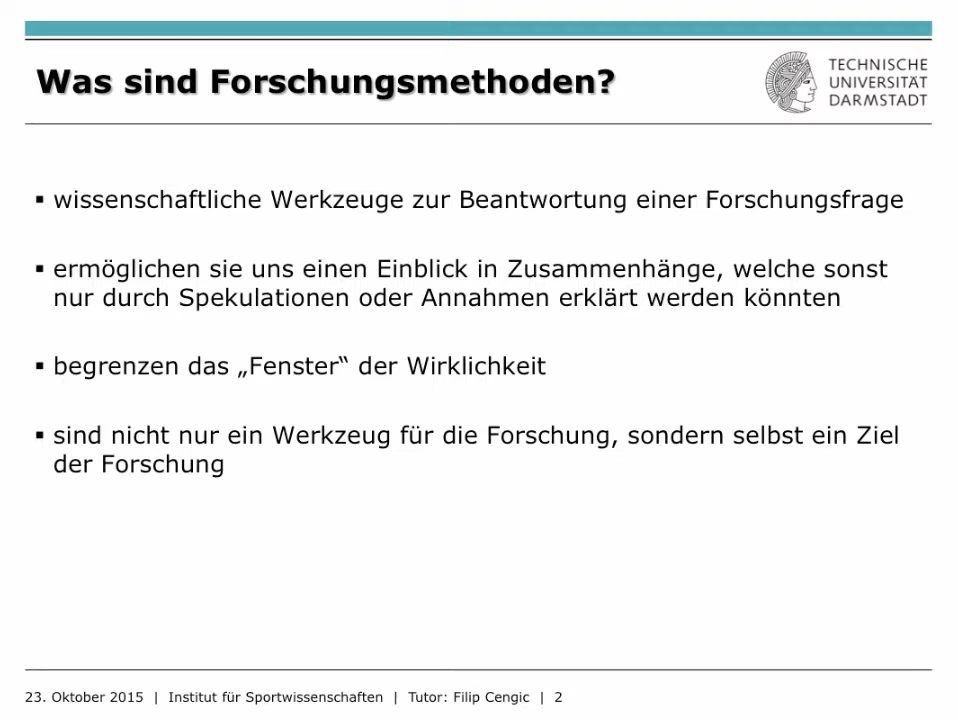 Was sind Forschungsmethoden?
TECHNISCHE
UNIVERSITÄT
DARMSTADT
▪ wissenschaftliche Werkzeuge zur Beantwortung einer Forschungsfrage
▪ ermöglichen sie uns einen Einblick in Zusammenhänge, welche sonst
nur durch Spekulationen oder Annahmen erklärt werden könnten
▪ begrenzen das „Fenster“ der Wirklichkeit
▪ sind nicht nur ein Werkzeug für die Forschung, sondern selbst ein Ziel
der Forschung
23. Oktober 2015 | Institut für Sportwissenschaften | Tutor: Filip Cengic | 2